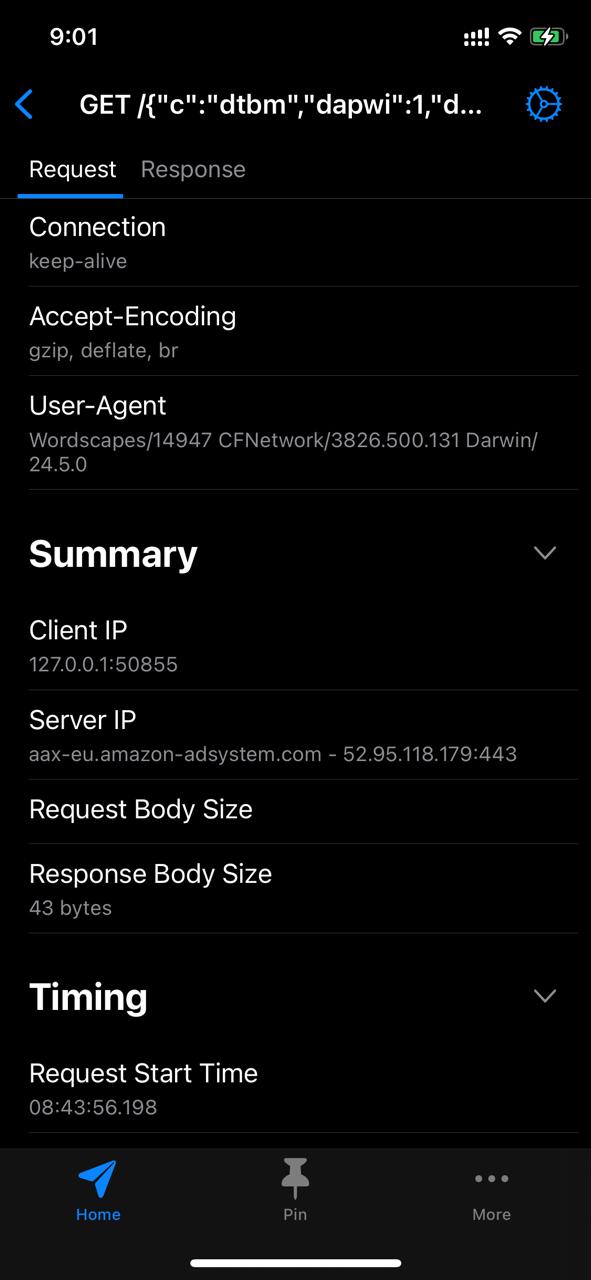 9:01
GET /{"c":"dtbm","dapwi":1,"d...
Request Response
Connection
keep-alive
Accept-Encoding
gzip, deflate, br
User-Agent
Wordscapes/14947 CFNetwork/3826.500.131 Darwin/
24.5.0
Summary
Client IP
127.0.0.1:50855
Server IP
aax-eu.amazon-adsystem.com - 52.95.118.179:443
Request Body Size
Response Body Size
43 bytes
Timing
Request Start Time
08:43:56.198
Home Pin More